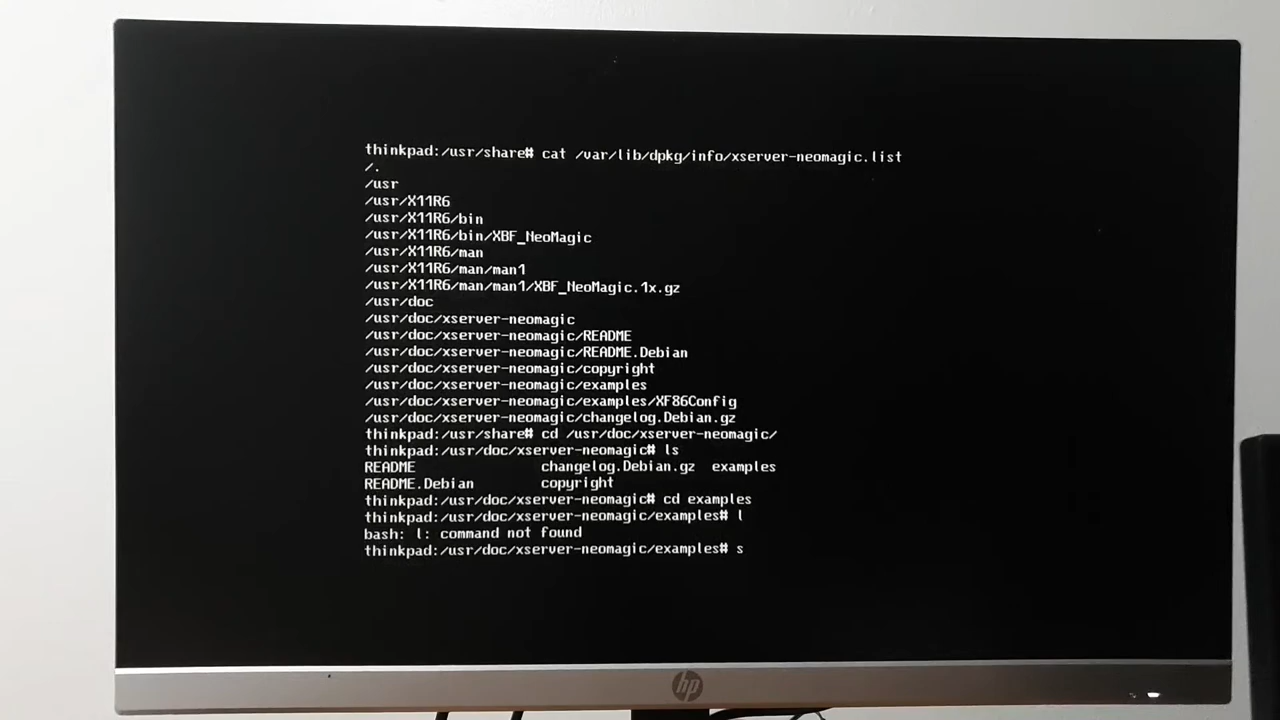 thinkpad:/usr/share# cat /var/lib/dpkg/info/xserver-neomagic.list
/.
/usr
/usr/X11R6
/usr/X11R6/bin
/usr/X11R6/bin/XBF_NeoMagic
/usr/X11R6/man
/usr/X11R6/man/man1
/usr/X11R6/man/man1/XBF_NeoMagic.1x.gz
/usr/doc
/usr/doc/xserver-neomagic
/usr/doc/xserver-neomagic/README
/usr/doc/xserver-neomagic/README.Debian
/usr/doc/xserver-neomagic/copyright
/usr/doc/xserver-neomagic/examples
/usr/doc/xserver-neomagic/examples/XF86Config
/usr/doc/xserver-neomagic/changelog.Debian.gz
thinkpad:/usr/share# cd /usr/doc/xserver-neomagic/
thinkpad:/usr/doc/xserver-neomagic# ls
README changelog.Debian.gz examples
README.Debian copyright
thinkpad:/usr/doc/xserver-neomagic# cd examples
thinkpad:/usr/doc/xserver-neomagic/examples# l
bash: l: command not found
thinkpad:/usr/doc/xserver-neomagic/examples# s
hp